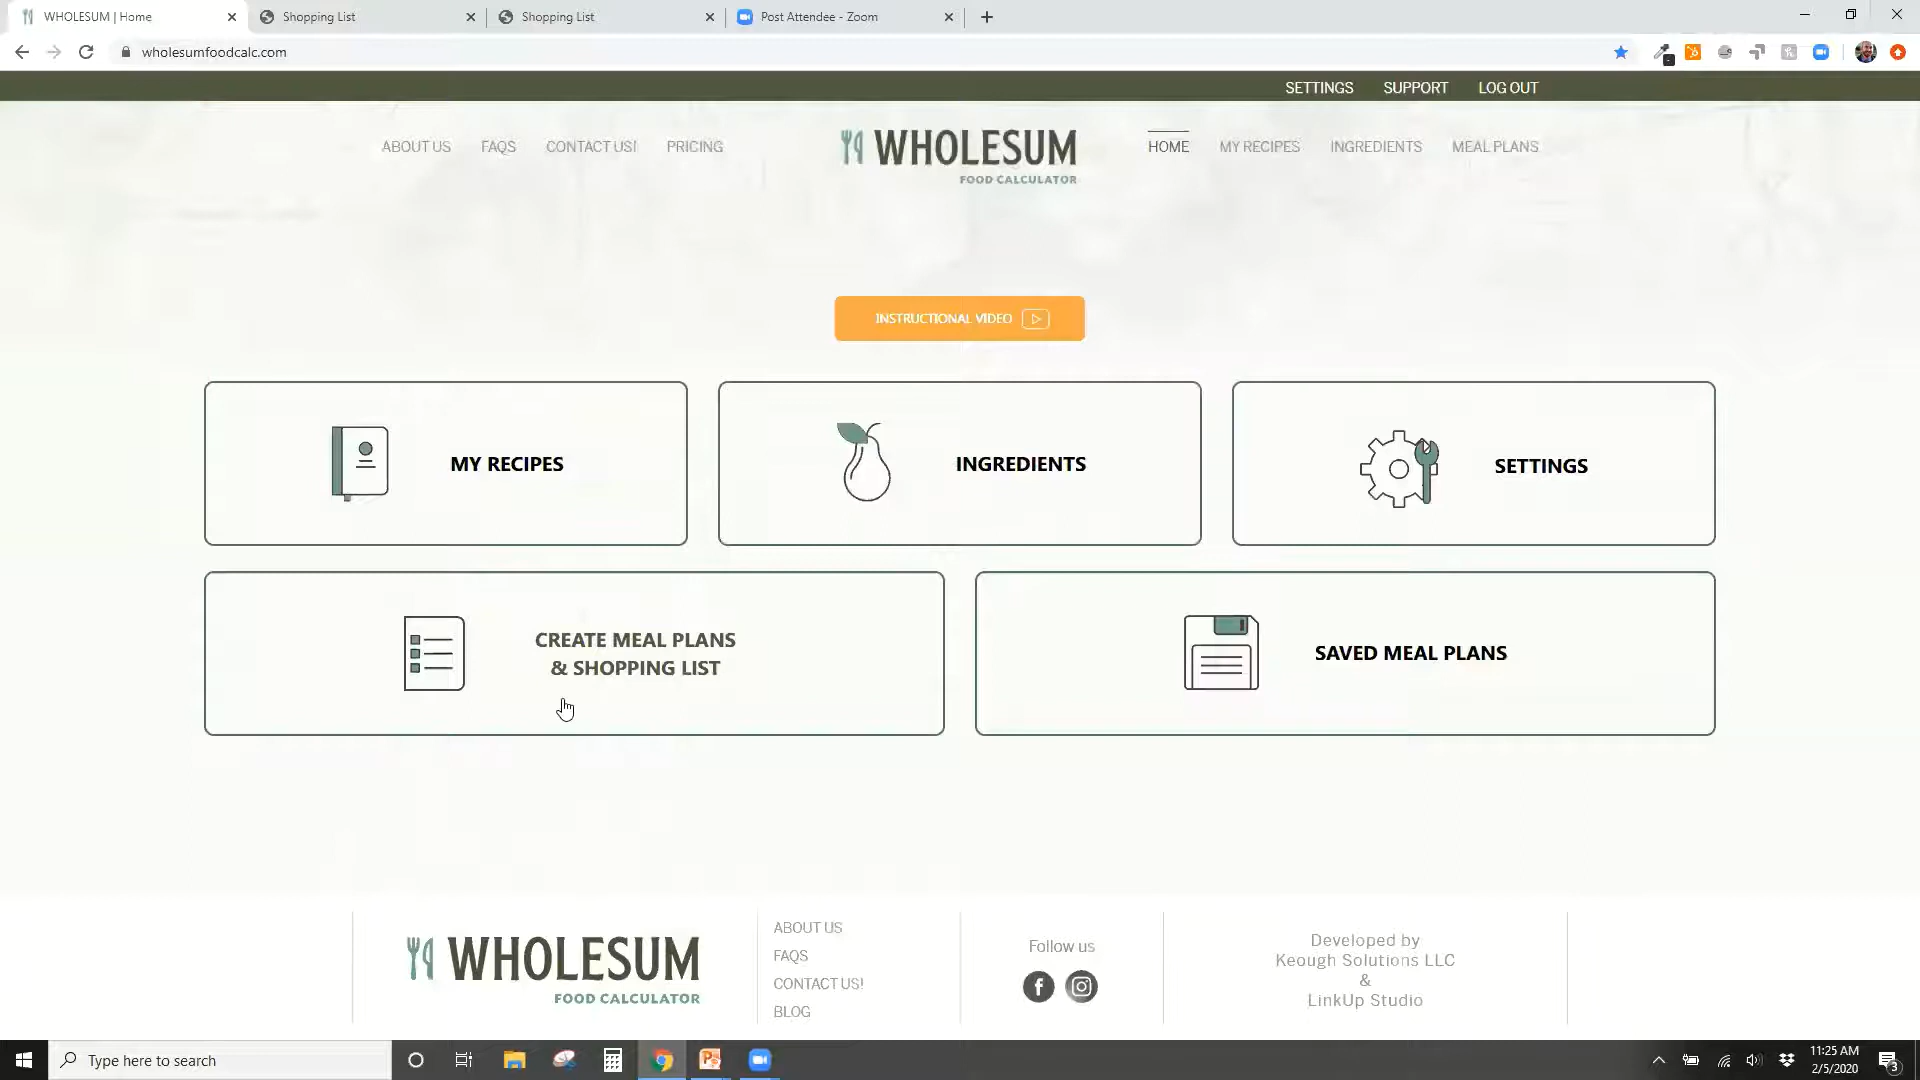 WHOLESUM | Home
Shopping List
Shopping List
Post Attendee - Zoom
wholesumfoodcalc.com
SETTINGS
SUPPORT
LOG OUT
ABOUT US
FAQS
CONTACT US!
PRICING
WHOLESUM
FOOD CALCULATOR
HOME
MY RECIPES
INGREDIENTS
MEAL PLANS
INSTRUCTIONAL VIDEO
MY RECIPES
INGREDIENTS
SETTINGS
CREATE MEAL PLANS
& SHOPPING LIST
SAVED MEAL PLANS
WHOLESUM
FOOD CALCULATOR
ABOUT US
FAQS
CONTACT US!
BLOG
Follow us
Developed by
Keough Solutions LLC
&
LinkUp Studio
Type here to search
11:25 AM
2/5/2020
3